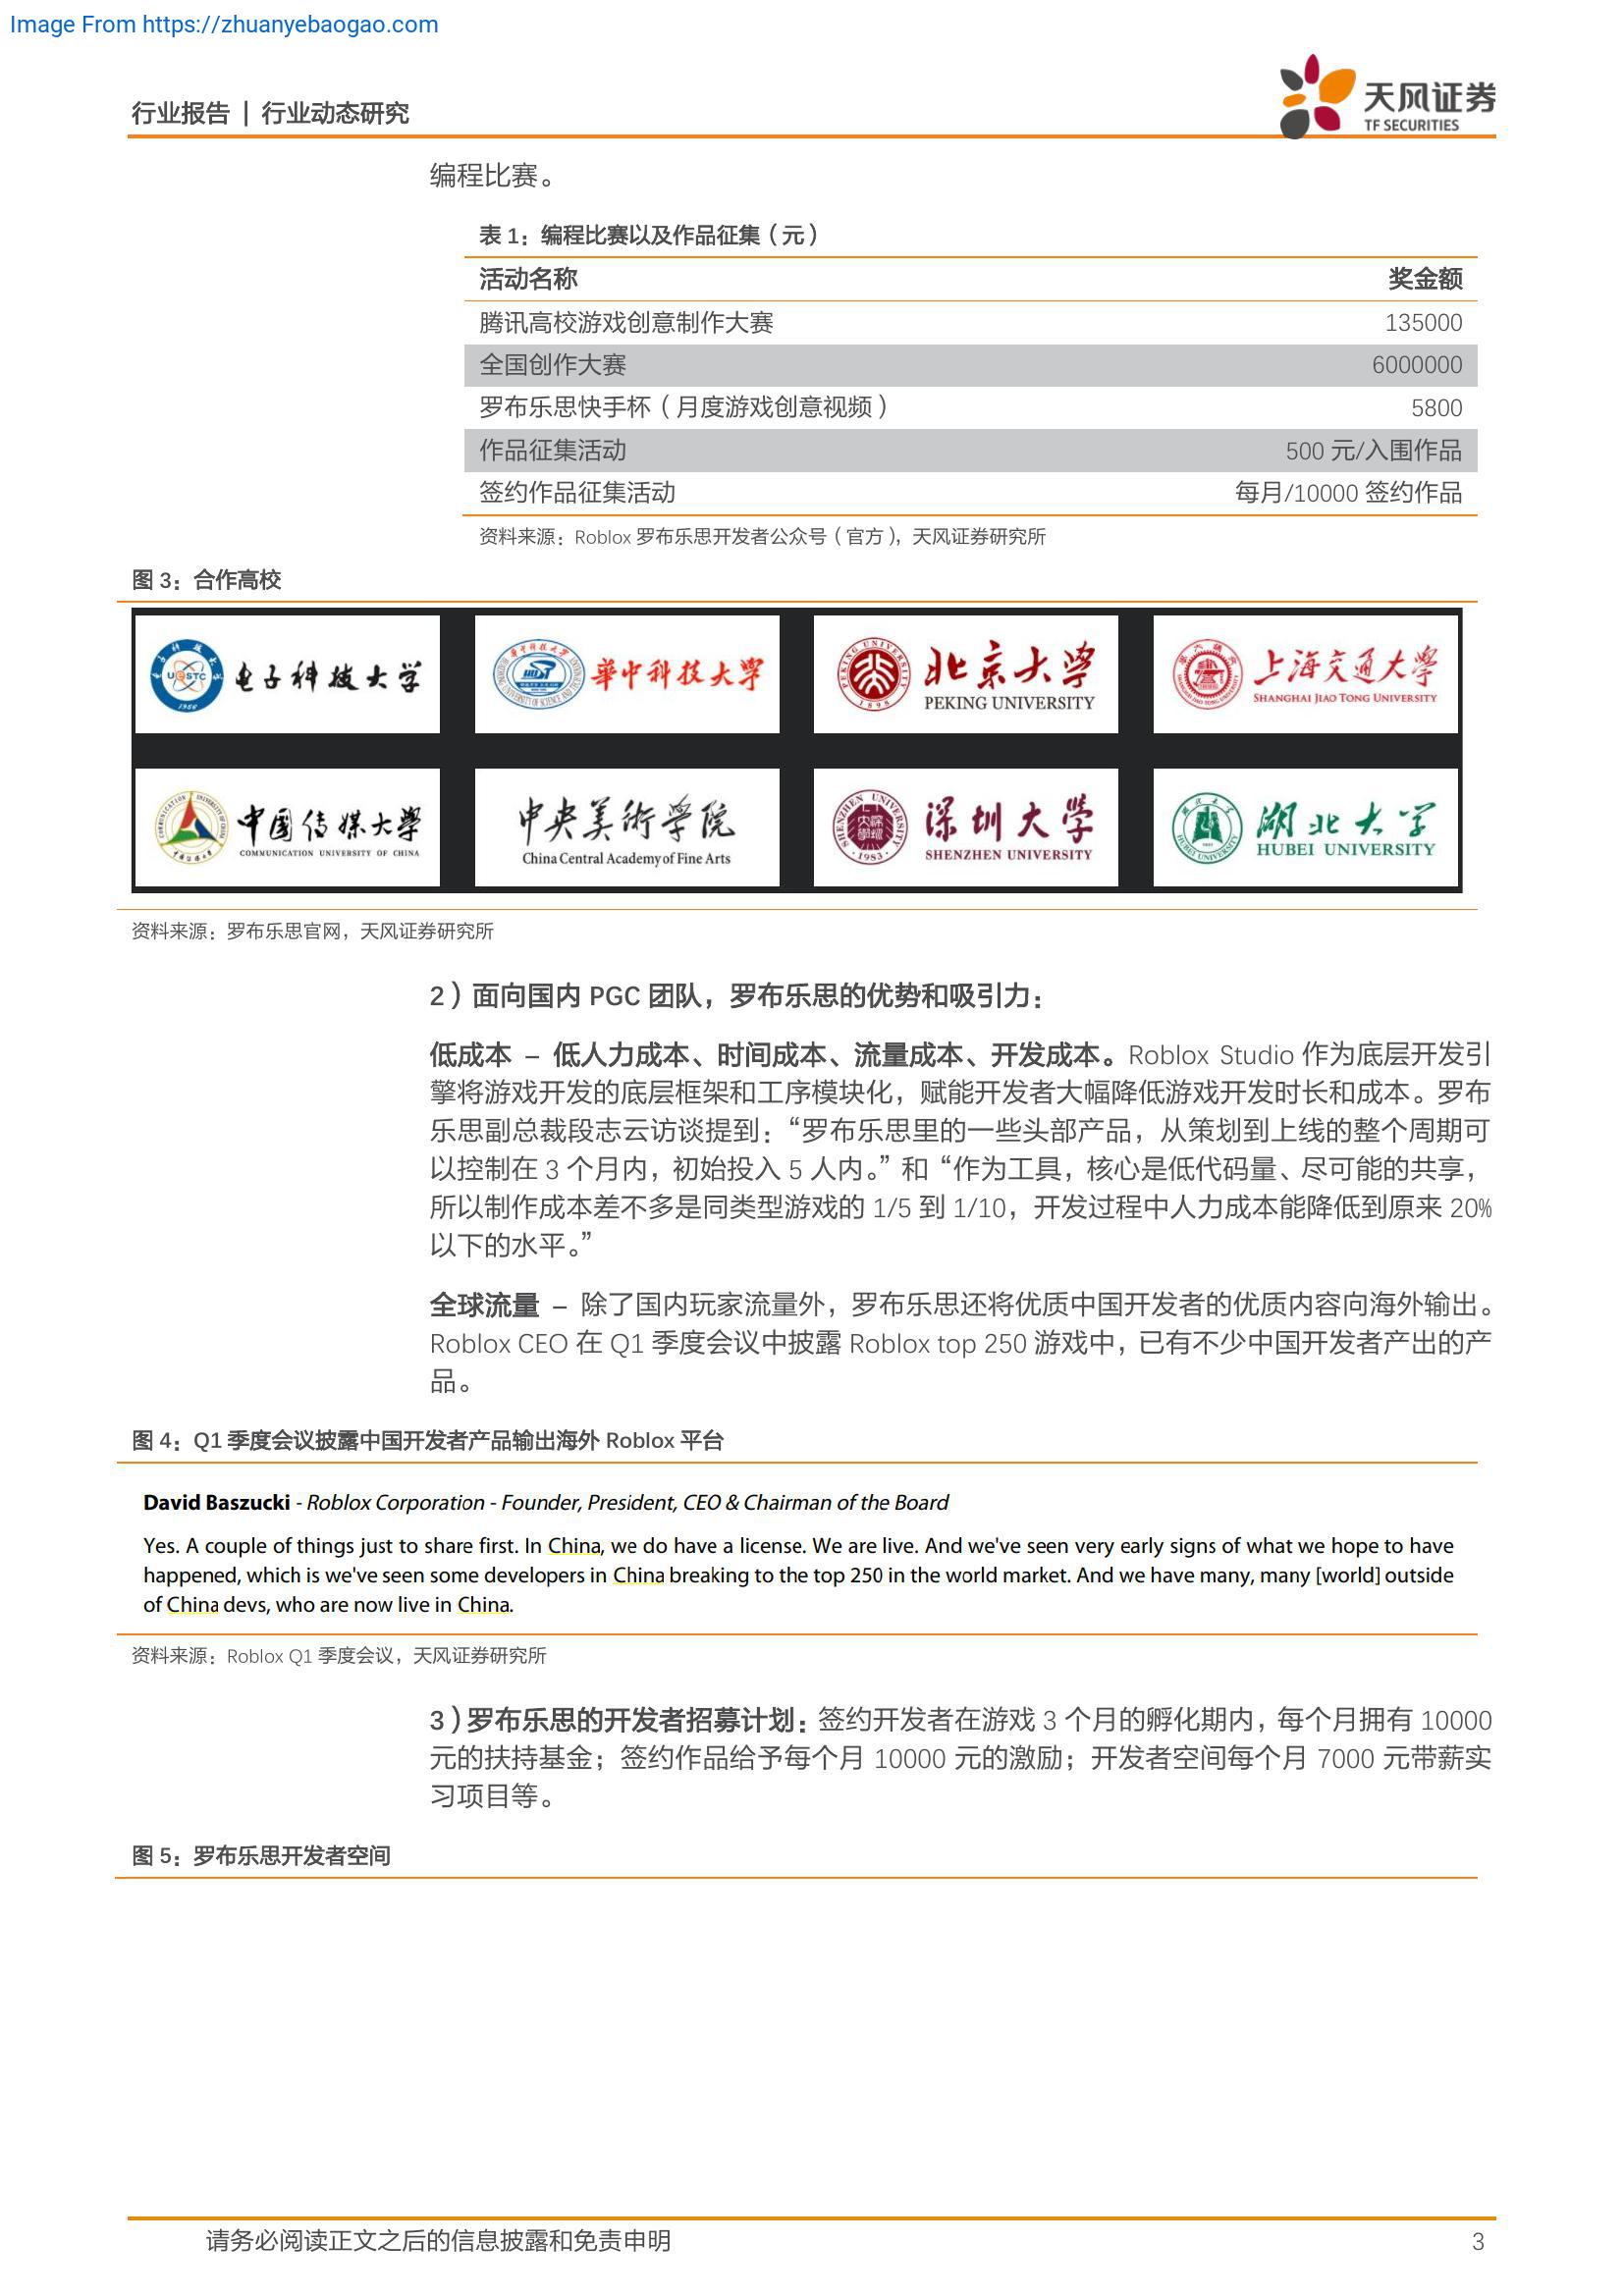 Image From https://zhuanyebaogao.com
行业报告 | 行业动态研究
天风证券
TF SECURITIES
编程比赛。
表 1：编程比赛以及作品征集（元）
活动名称 奖金额
腾讯高校游戏创意制作大赛 135000
全国创作大赛 6000000
罗布乐思快手杯（月度游戏创意视频） 5800
作品征集活动 500 元/入围作品
签约作品征集活动 每月/10000 签约作品
资料来源：Roblox 罗布乐思开发者公众号（官方），天风证券研究所
图 3：合作高校
电子科技大学
華中科技大學
北京大学
PEKING UNIVERSITY
上海交通大学
SHANGHAI JIAO TONG UNIVERSITY
中国传媒大学
COMMUNICATION UNIVERSITY OF CHINA
中央美術学院
China Central Academy of Fine Arts
深圳大学
SHENZHEN UNIVERSITY
湖北大学
HUBEI UNIVERSITY
资料来源：罗布乐思官网，天风证券研究所
2）面向国内 PGC 团队，罗布乐思的优势和吸引力：
低成本 – 低人力成本、时间成本、流量成本、开发成本。Roblox Studio 作为底层开发引
擎将游戏开发的底层框架和工序模块化，赋能开发者大幅降低游戏开发时长和成本。罗布
乐思副总裁段志云访谈提到：“罗布乐思里的一些头部产品，从策划到上线的整个周期可
以控制在 3 个月内，初始投入 5 人内。” 和 “作为工具，核心是低代码量、尽可能的共享，
所以制作成本差不多是同类型游戏的 1/5 到 1/10，开发过程中人力成本能降低到原来 20%
以下的水平。”
全球流量 – 除了国内玩家流量外，罗布乐思还将优质中国开发者的优质内容向海外输出。
Roblox CEO 在 Q1 季度会议中披露 Roblox top 250 游戏中，已有不少中国开发者产出的产
品。
图 4：Q1 季度会议披露中国开发者产品输出海外 Roblox 平台
David Baszucki - Roblox Corporation - Founder, President, CEO & Chairman of the Board
Yes. A couple of things just to share first. In China, we do have a license. We are live. And we've seen very early signs of what we hope to have
happened, which is we've seen some developers in China breaking to the top 250 in the world market. And we have many, many [world] outside
of China devs, who are now live in China.
资料来源：Roblox Q1 季度会议，天风证券研究所
3）罗布乐思的开发者招募计划：签约开发者在游戏 3 个月的孵化期内，每个月拥有 10000
元的扶持基金；签约作品给予每个月 10000 元的激励；开发者空间每个月 7000 元带薪实
习项目等。
图 5：罗布乐思开发者空间
请务必阅读正文之后的信息披露和免责申明 3